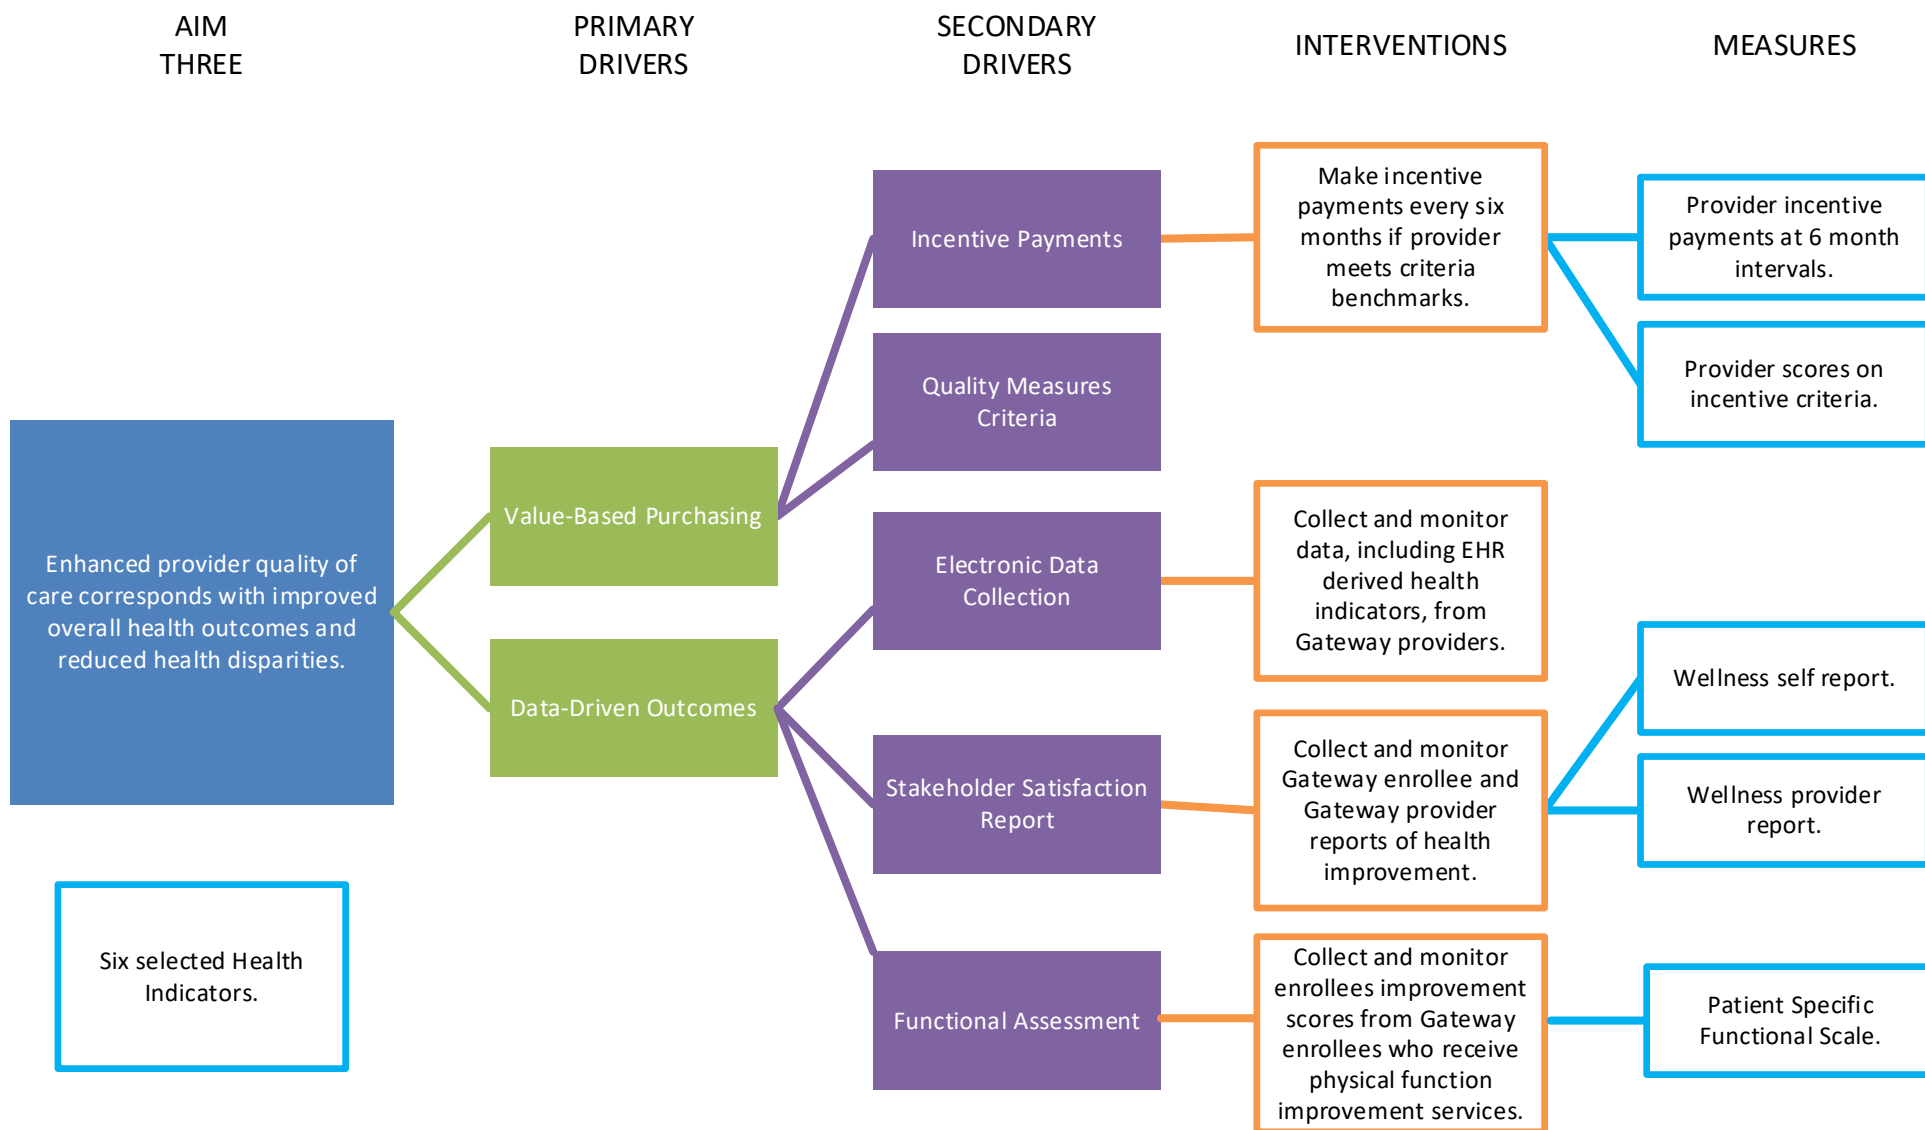 AIM
THREE
PRIMARY
DRIVERS
SECONDARY
DRIVERS
INTERVENTIONS
MEASURES
Enhanced provider quality of
care corresponds with improved
overall health outcomes and
reduced health disparities.
Six selected Health
Indicators.
Value-Based Purchasing
Data-Driven Outcomes
Incentive Payments
Quality Measures
Criteria
Electronic Data
Collection
Stakeholder Satisfaction
Report
Functional Assessment
Make incentive
payments every six
months if provider
meets criteria
benchmarks.
Collect and monitor
data, including EHR
derived health
indicators, from
Gateway providers.
Collect and monitor
Gateway enrollee and
Gateway provider
reports of health
improvement.
Collect and monitor
enrollees improvement
scores from Gateway
enrollees who receive
physical function
improvement services.
Provider incentive
payments at 6 month
intervals.
Provider scores on
incentive criteria.
Wellness self report.
Wellness provider
report.
Patient Specific
Functional Scale.